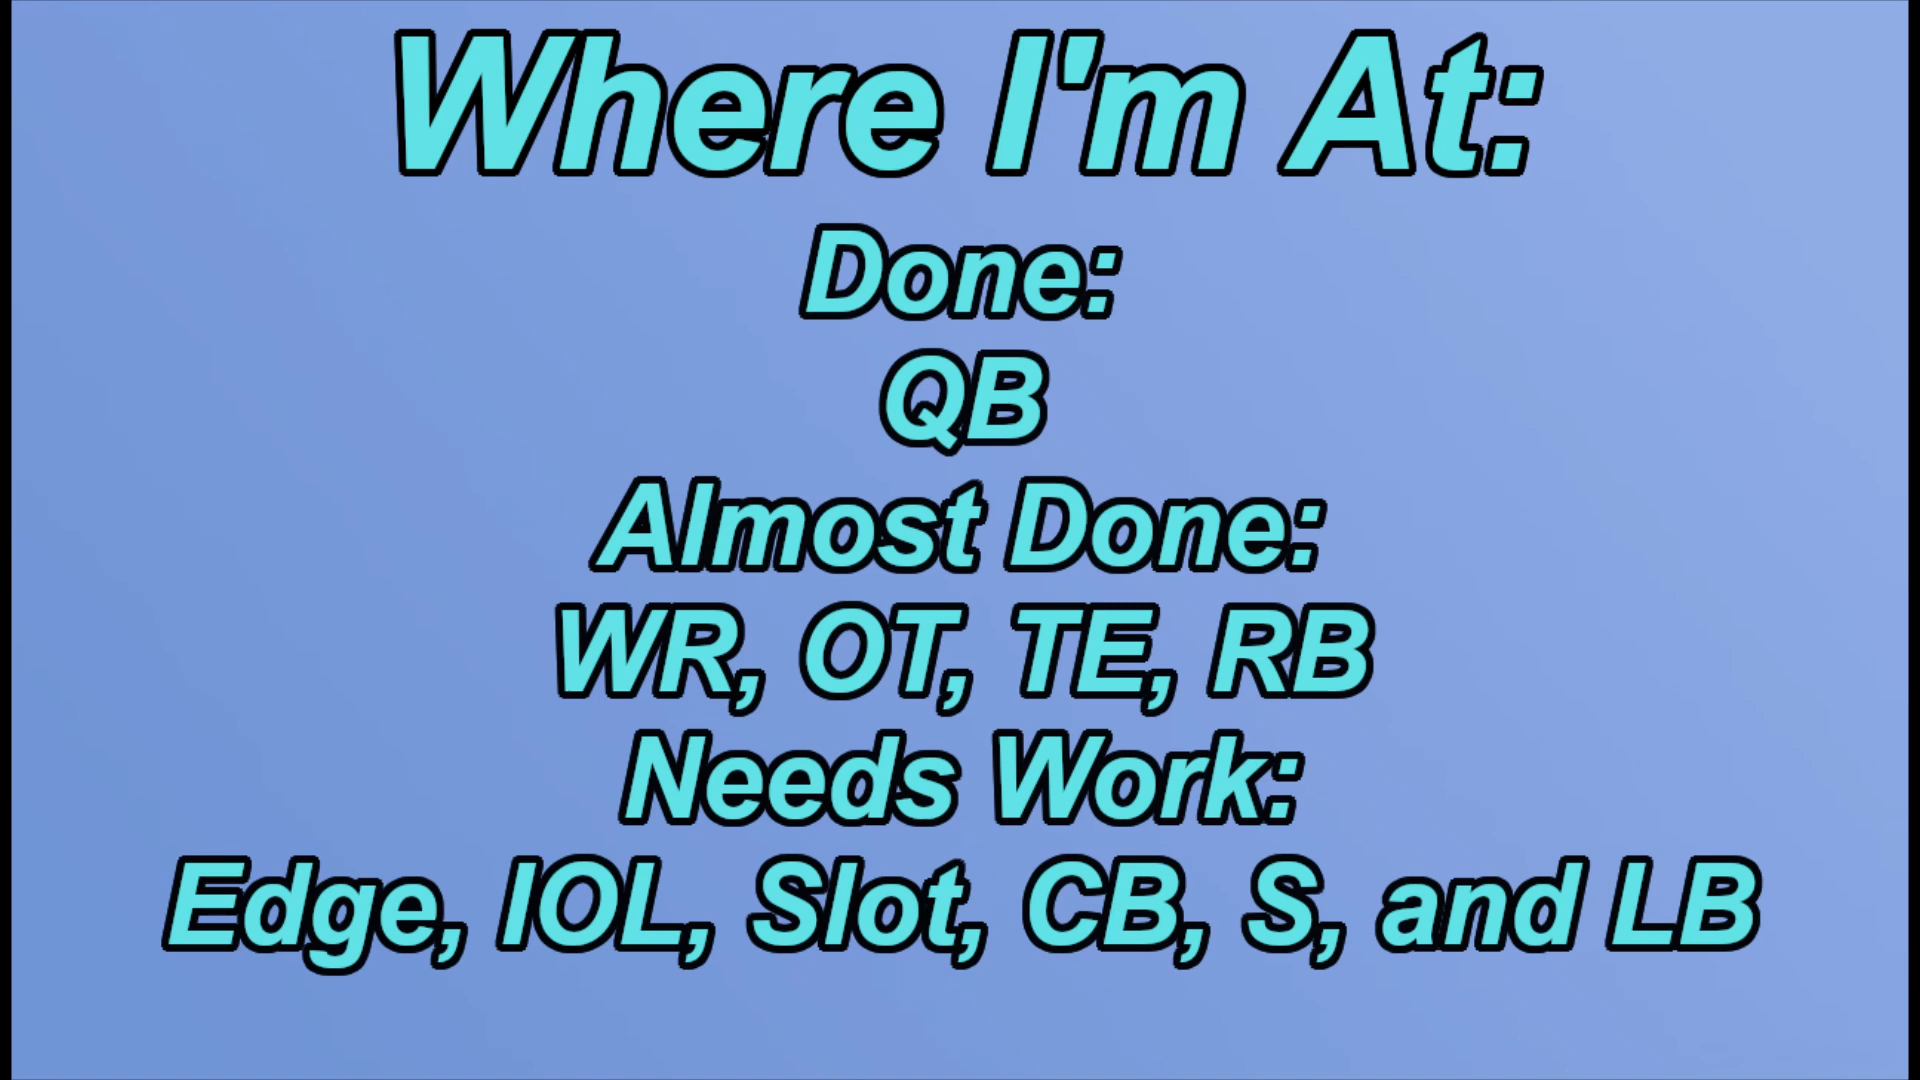 Where I'm At:
Done:
QB
Almost Done:
WR, OT, TE, RB
Needs Work:
Edge, IOL, Slot, CB, S, and LB